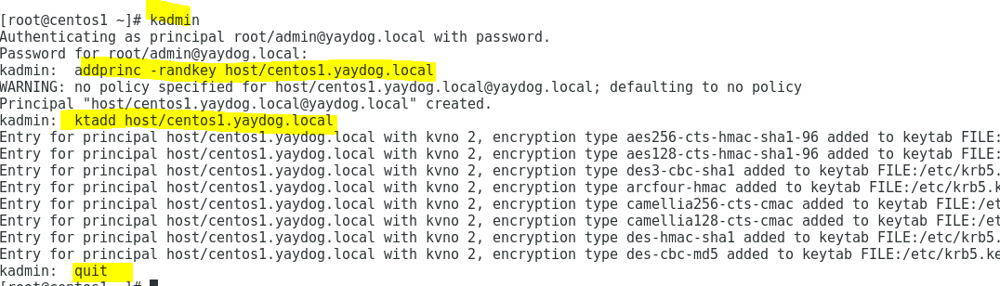 [root@centos1 ~]# kadmin
Authenticating as principal root/admin@yaydog.local with password.
Password for root/admin@yaydog.local:
kadmin:  addprinc -randkey host/centos1.yaydog.local
WARNING: no policy specified for host/centos1.yaydog.local@yaydog.local; defaulting to no policy
Principal "host/centos1.yaydog.local@yaydog.local" created.
kadmin:  ktadd host/centos1.yaydog.local
Entry for principal host/centos1.yaydog.local with kvno 2, encryption type aes256-cts-hmac-sha1-96 added to keytab FILE:
Entry for principal host/centos1.yaydog.local with kvno 2, encryption type aes128-cts-hmac-sha1-96 added to keytab FILE:
Entry for principal host/centos1.yaydog.local with kvno 2, encryption type des3-cbc-sha1 added to keytab FILE:/etc/krb5.
Entry for principal host/centos1.yaydog.local with kvno 2, encryption type arcfour-hmac added to keytab FILE:/etc/krb5.k
Entry for principal host/centos1.yaydog.local with kvno 2, encryption type camellia256-cts-cmac added to keytab FILE:/et
Entry for principal host/centos1.yaydog.local with kvno 2, encryption type camellia128-cts-cmac added to keytab FILE:/et
Entry for principal host/centos1.yaydog.local with kvno 2, encryption type des-hmac-sha1 added to keytab FILE:/etc/krb5.
Entry for principal host/centos1.yaydog.local with kvno 2, encryption type des-cbc-md5 added to keytab FILE:/etc/krb5.ke
kadmin:  quit
[root@centos1 ~]#